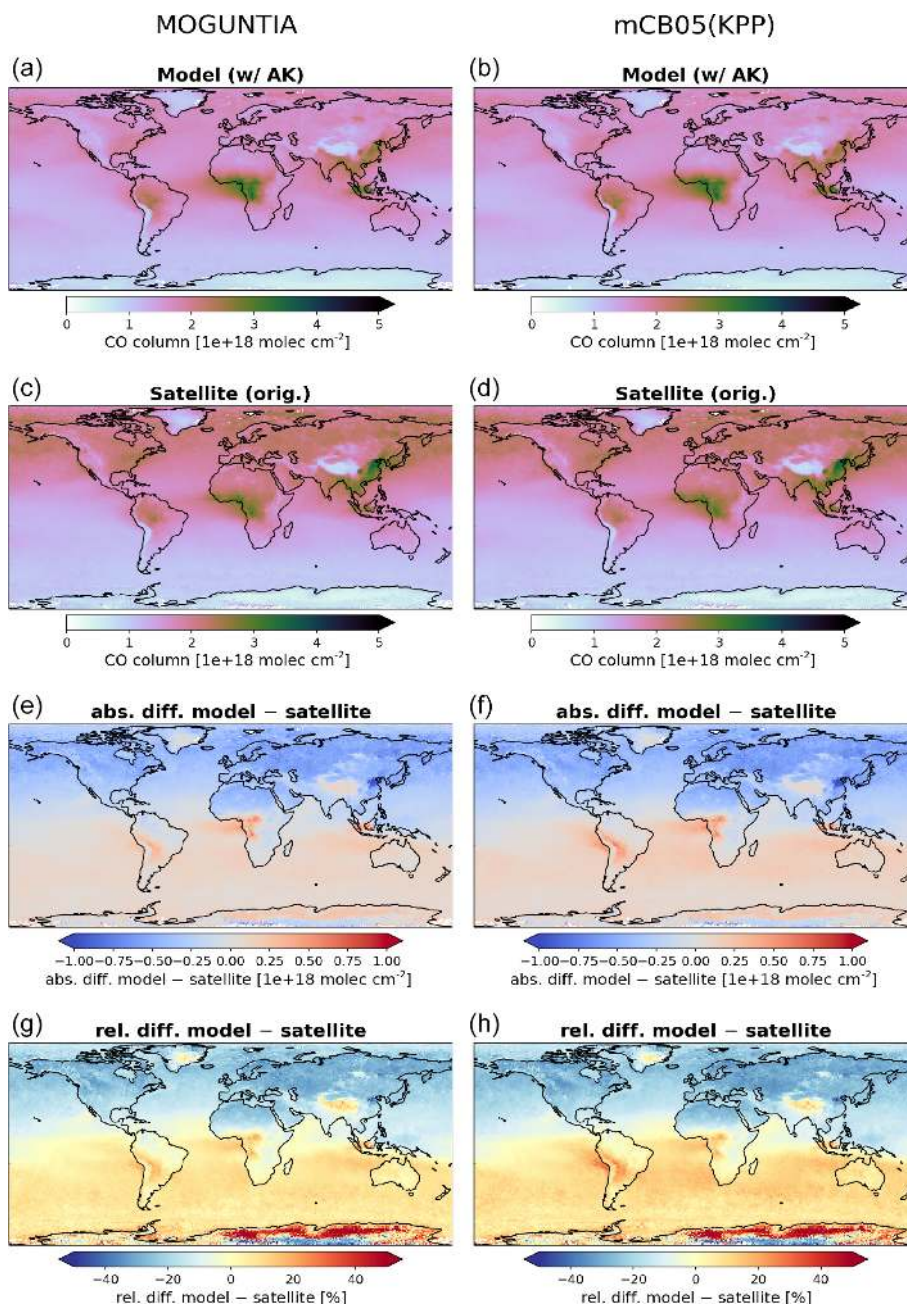 MOGUNTIA mCB05(KPP)
(a) Model (w/ AK) (b) Model (w/ AK)
0 1 2 3 4 5 0 1 2 3 4 5
CO column [1e+18 molec cm⁻²] CO column [1e+18 molec cm⁻²]
(c) Satellite (orig.) (d) Satellite (orig.)
0 1 2 3 4 5 0 1 2 3 4 5
CO column [1e+18 molec cm⁻²] CO column [1e+18 molec cm⁻²]
(e) abs. diff. model − satellite (f) abs. diff. model − satellite
−1.00 −0.75 −0.50 −0.25 0.00 0.25 0.50 0.75 1.00 −1.00 −0.75 −0.50 −0.25 0.00 0.25 0.50 0.75 1.00
abs. diff. model − satellite [1e+18 molec cm⁻²] abs. diff. model − satellite [1e+18 molec cm⁻²]
(g) rel. diff. model − satellite (h) rel. diff. model − satellite
−40 −20 0 20 40 −40 −20 0 20 40
rel. diff. model − satellite [%] rel. diff. model − satellite [%]